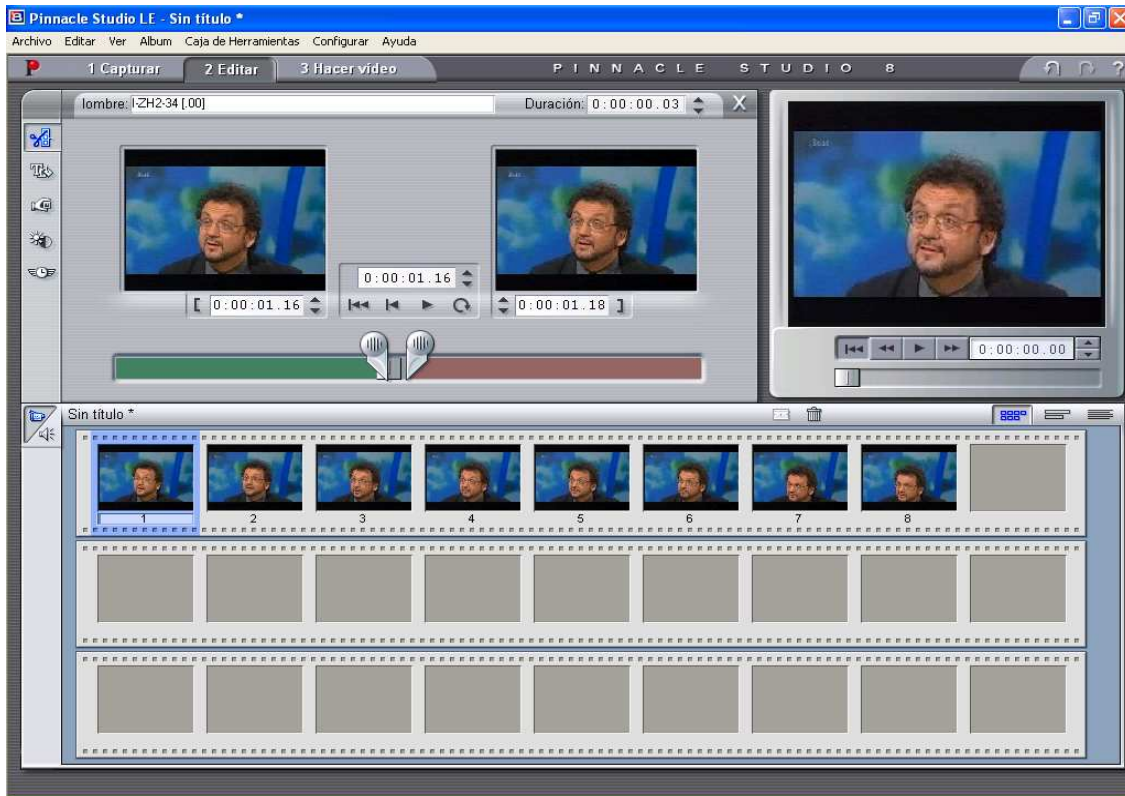 Pinnacle Studio LE - Sin título *
Archivo Editar Ver Album Caja de Herramientas Configurar Ayuda
1 Capturar 2 Editar 3 Hacer vídeo PINNACLE STUDIO 8 ?
lombre: I-ZH2-34 [.00] Duración: 0:00:00.03 X
0:00:01.16
[ 0:00:01.16 0:00:01.18 ]
0:00:00.00
Sin título *
1 2 3 4 5 6 7 8